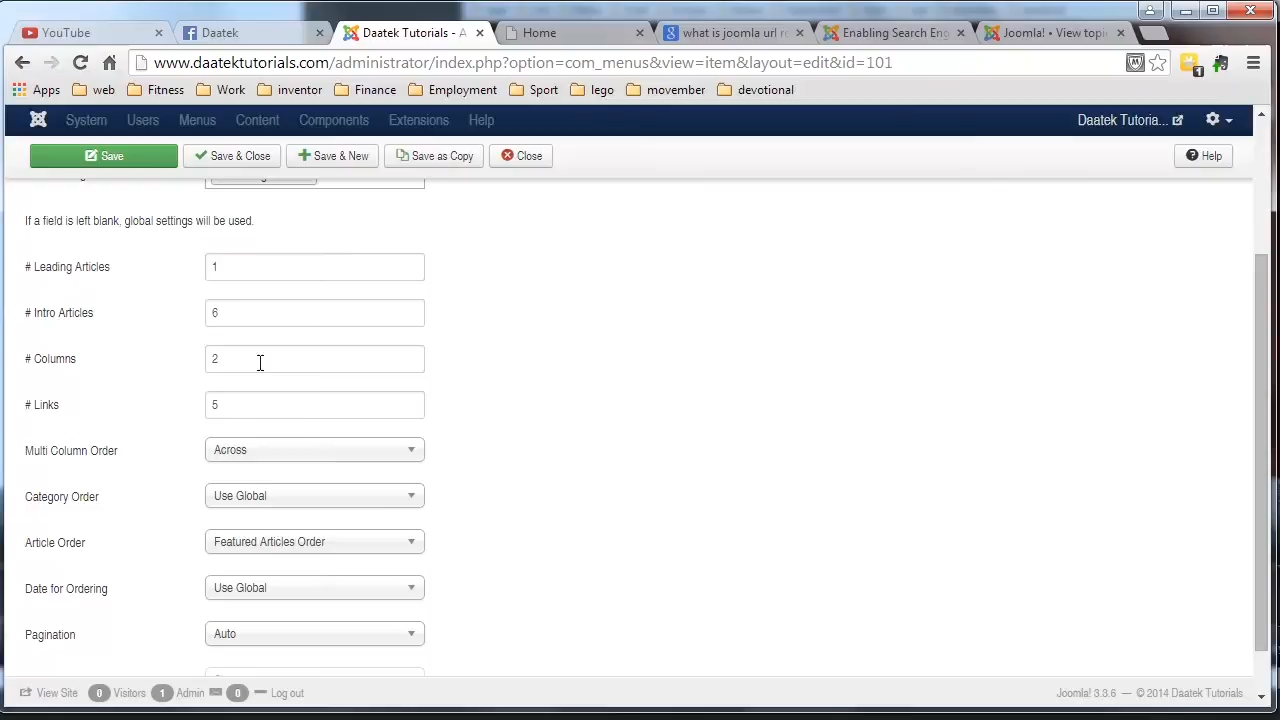 YouTube
Daatek
Daatek Tutorials - A
Home
what is joomla url r
Enabling Search Eng
Joomla! • View topi
www.daatektutorials.com/administrator/index.php?option=com_menus&view=item&layout=edit&id=101
1
Apps web Fitness Work inventor Finance Employment Sport lego movember devotional
System Users Menus Content Components Extensions Help Daatek Tutoria...
Save Save & Close Save & New Save as Copy Close Help
If a field is left blank, global settings will be used.
# Leading Articles 1
# Intro Articles 6
# Columns 2
# Links 5
Multi Column Order Across
Category Order Use Global
Article Order Featured Articles Order
Date for Ordering Use Global
Pagination Auto
View Site 0 Visitors 1 Admin 0 Log out Joomla! 3.3.6 — © 2014 Daatek Tutorials